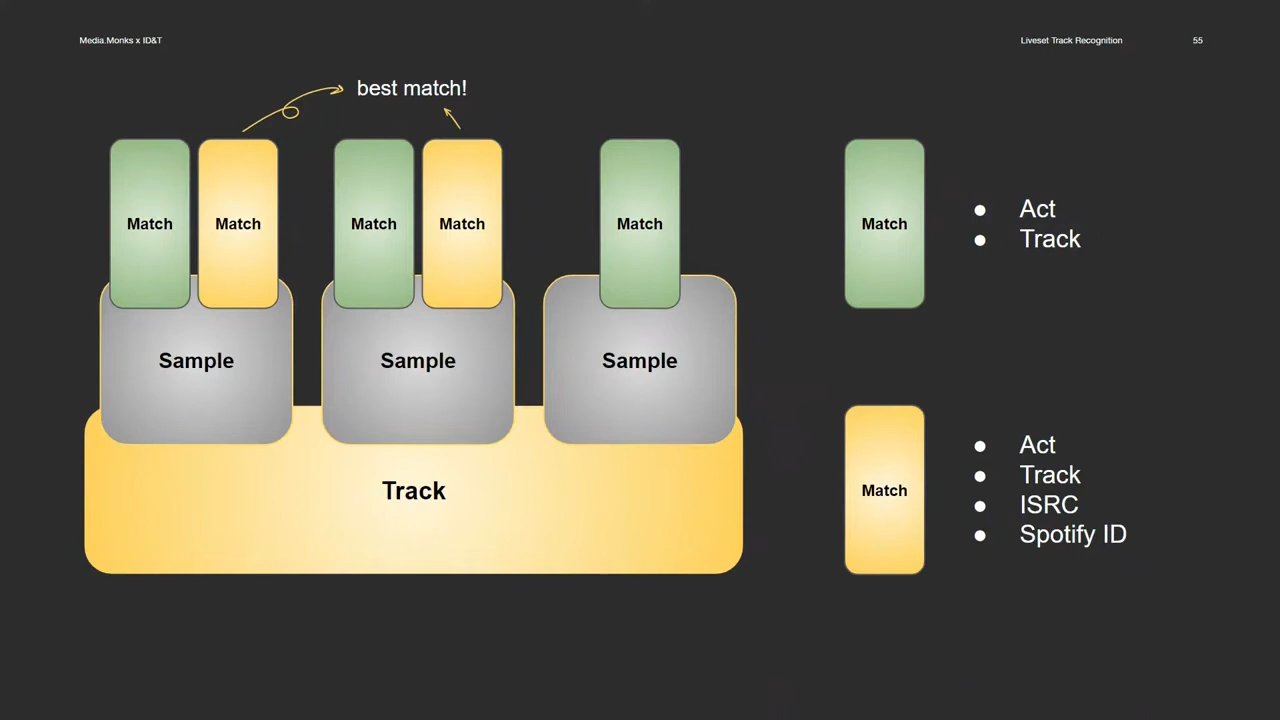 Media.Monks x ID&T
Liveset Track Recognition
55
best match!
Match
Match
Match
Match
Match
Sample
Sample
Sample
Track
Match
● Act
● Track
Match
● Act
● Track
● ISRC
● Spotify ID